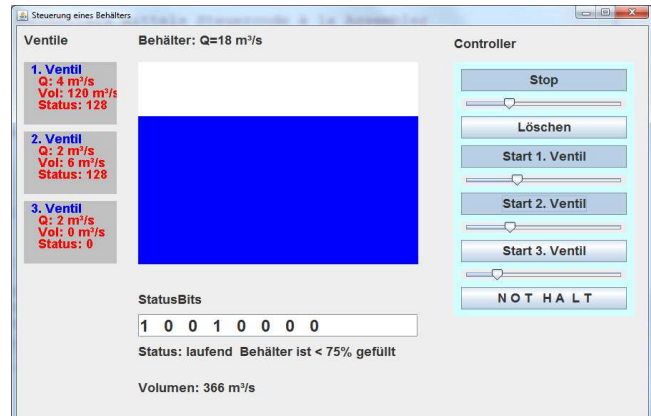 Steuerung eines Behälters
Ventile
1. Ventil
Q: 4 m³/s
Vol: 120 m³/s
Status: 128
2. Ventil
Q: 2 m³/s
Vol: 6 m³/s
Status: 128
3. Ventil
Q: 2 m³/s
Vol: 0 m³/s
Status: 0
Behälter: Q=18 m³/s
StatusBits
1 0 0 1 0 0 0 0
Status: laufend Behälter ist < 75% gefüllt
Volumen: 366 m³/s
Controller
Stop
Löschen
Start 1. Ventil
Start 2. Ventil
Start 3. Ventil
N O T H A L T